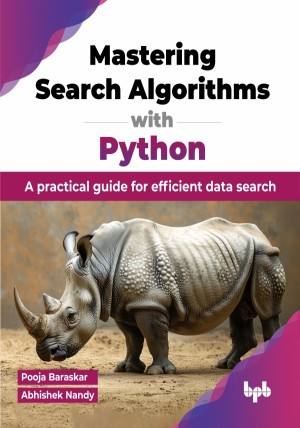 Mastering
Search Algorithms
with
Python
A practical guide for efficient data search
Pooja Baraskar
Abhishek Nandy
bpb